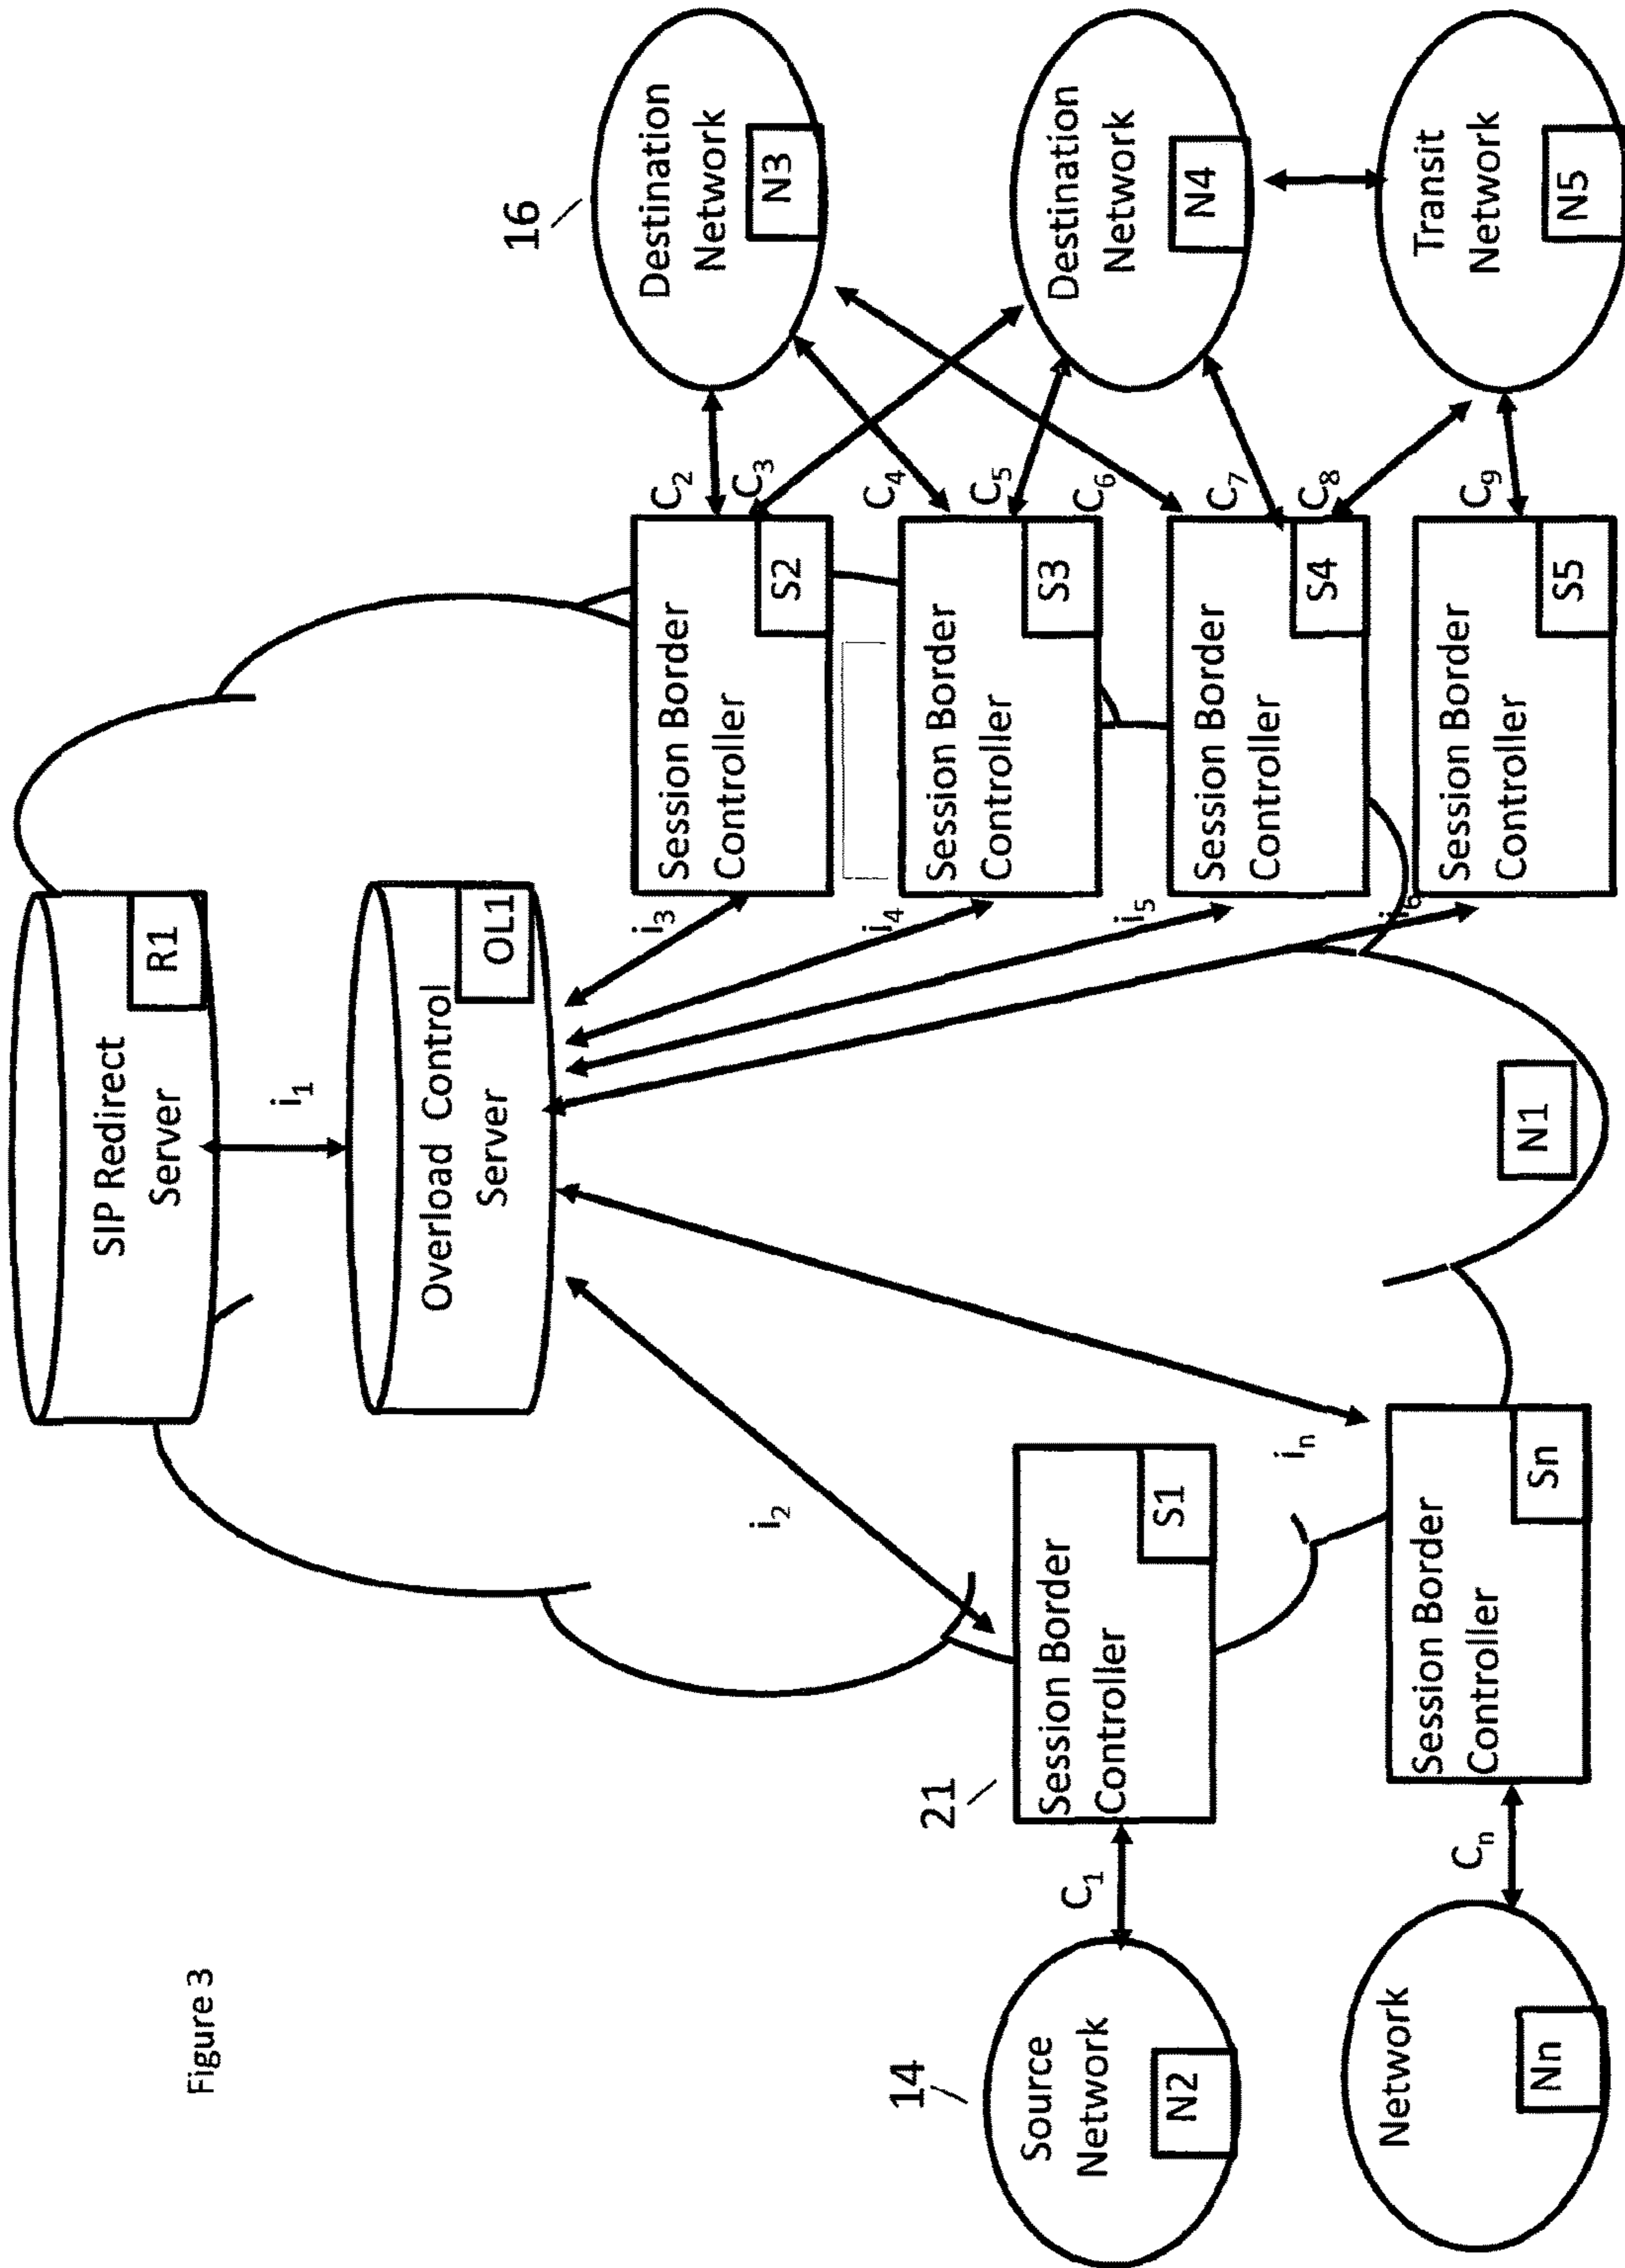 Figure 3
SIP Redirect
Server
R1
i1
Overload Control
Server
OL1
i2
in
i3
i4
i5
i6
14
Source
Network
N2
C1
21
Session Border
Controller
S1
Network
Nn
Cn
Session Border
Controller
Sn
N1
Session Border
Controller
S2
C2
C3
Session Border
Controller
S3
C4
C5
Session Border
Controller
S4
C6
C7
C8
Session Border
Controller
S5
C9
16
Destination
Network
N3
Destination
Network
N4
Transit
Network
N5